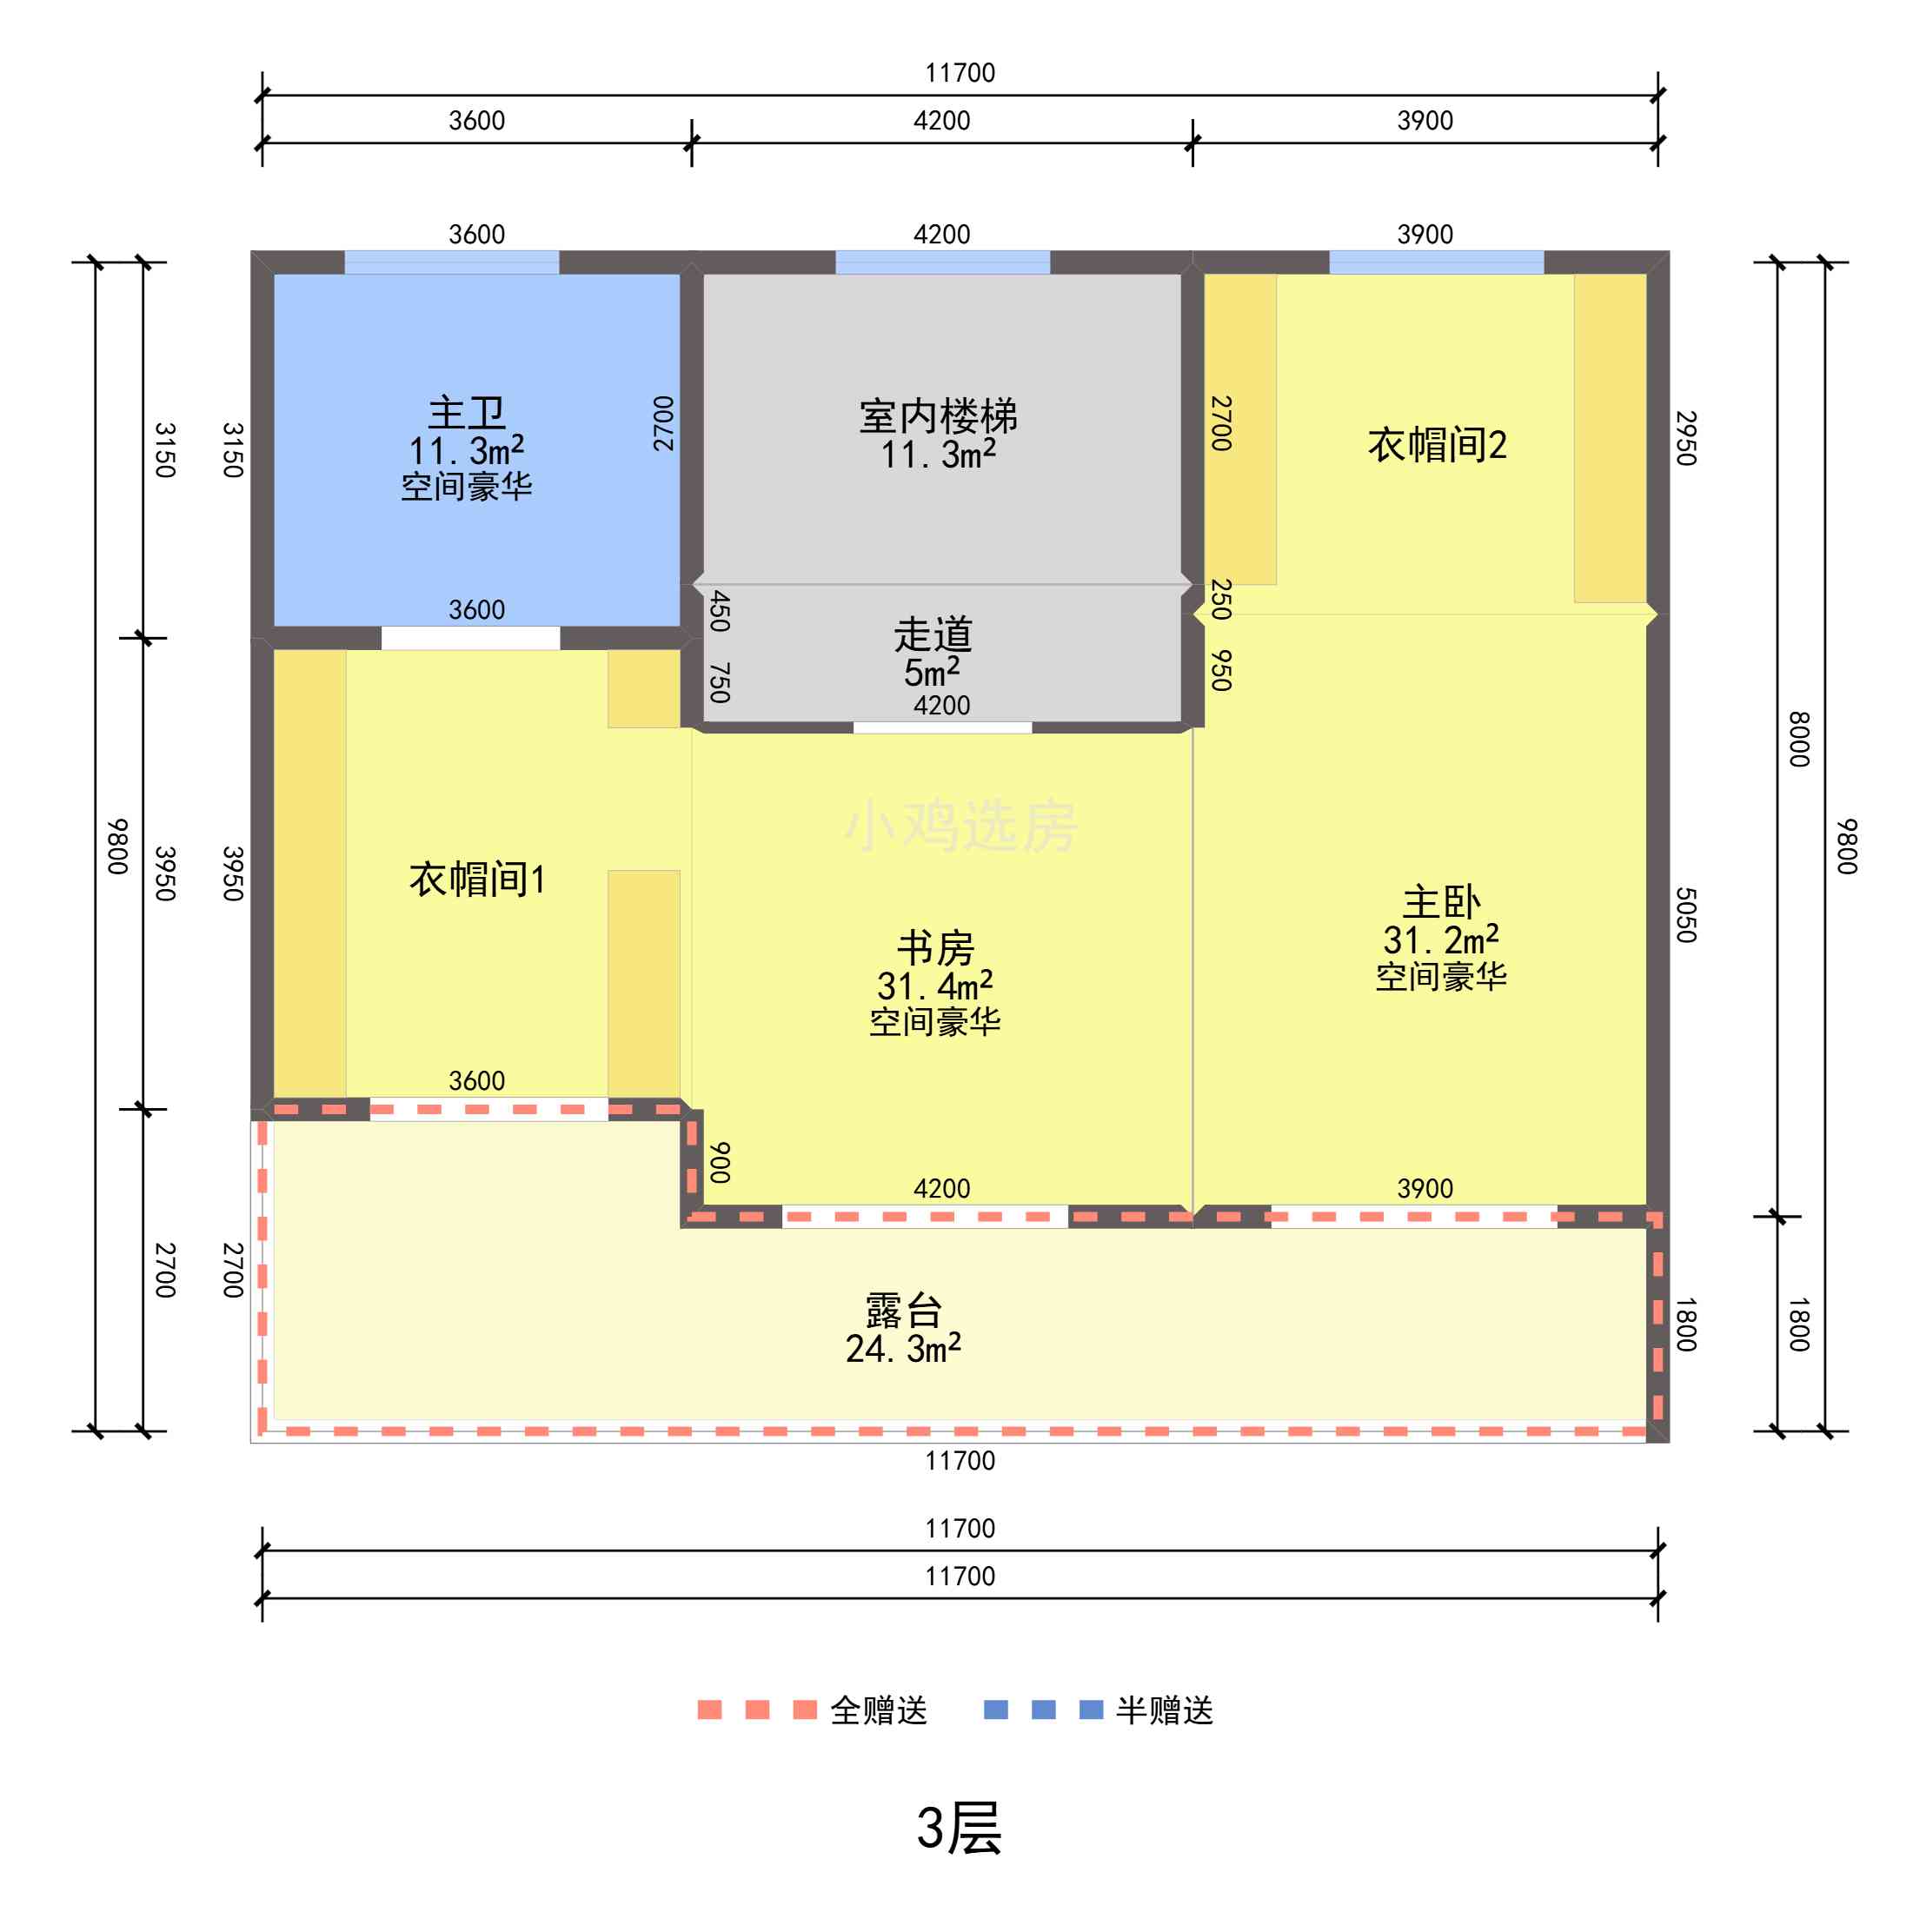 11700
3600 4200 3900
3600 4200 3900
主卫
11.3m²
空间豪华
室内楼梯
11.3m²
衣帽间2
3150
3150
2700
2700
2950
3600
450
250
走道
5m²
4200
750
950
8000
小鸡选房
9800
3950
3950
衣帽间1
书房
31.4m²
空间豪华
主卧
31.2m²
空间豪华
5050
9800
3600
900
4200
3900
2700
2700
露台
24.3m²
1800
1800
11700
11700
11700
全赠送 半赠送
3层